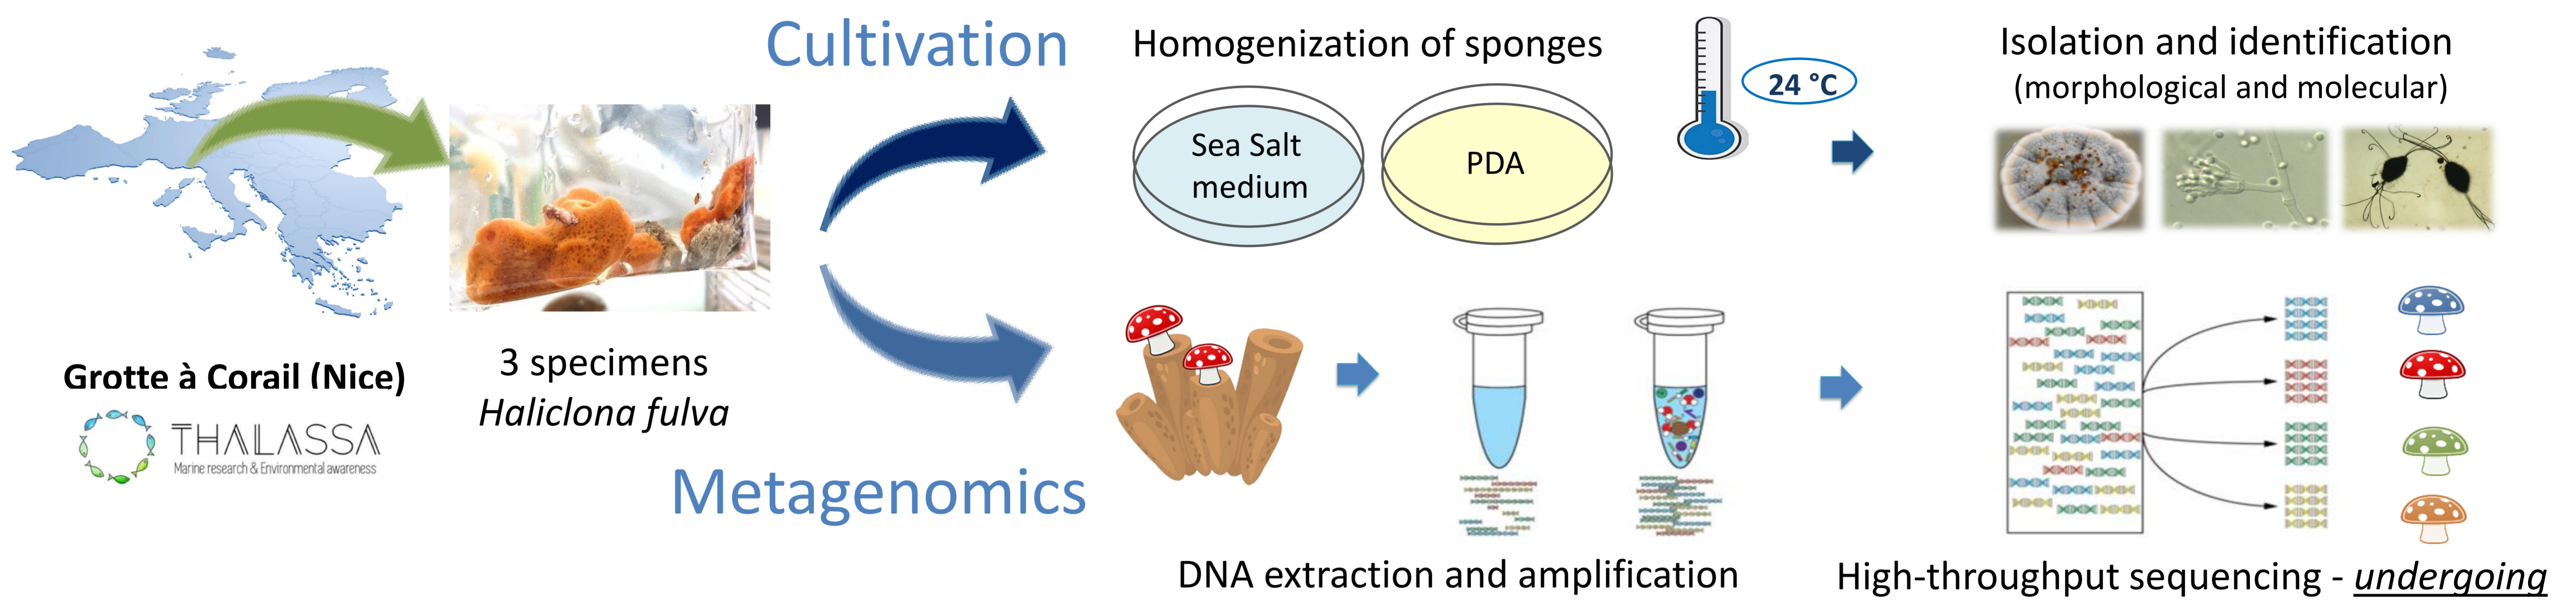 Cultivation
Homogenization of sponges
24 °C
Isolation and identification
(morphological and molecular)
Sea Salt
medium
PDA
Grotte à Corail (Nice)
THALASSA
Marine research & Environmental awareness
3 specimens
Haliclona fulva
Metagenomics
DNA extraction and amplification
High-throughput sequencing - undergoing